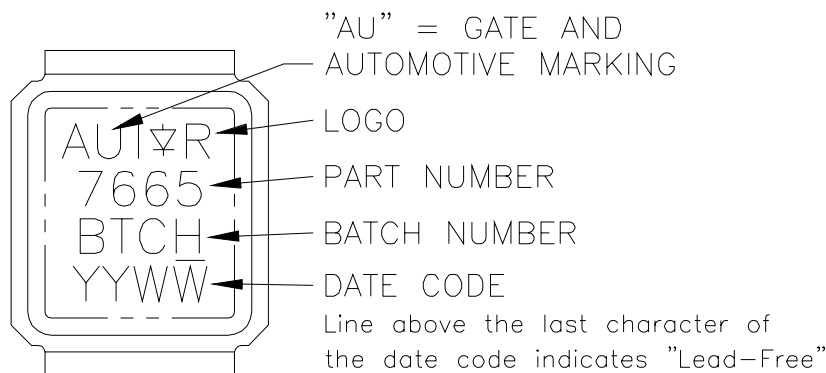 "AU" = GATE AND
AUTOMOTIVE MARKING
AUI R
LOGO
7665
PART NUMBER
BTCH
BATCH NUMBER
YYWW̅
DATE CODE
Line above the last character of
the date code indicates "Lead-Free"